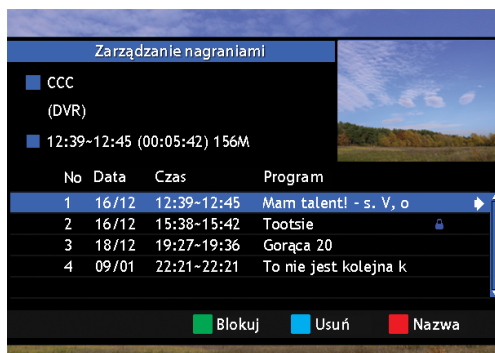 Zarządzanie nagraniami
CCC
(DVR)
12:39~12:45 (00:05:42) 156M
No Data Czas Program
1 16/12 12:39~12:45 Mam talent! - s. V, o
2 16/12 15:38~15:42 Tootsie
3 18/12 19:27~19:36 Gorąca 20
4 09/01 22:21~22:21 To nie jest kolejna k
Blokuj Usuń Nazwa